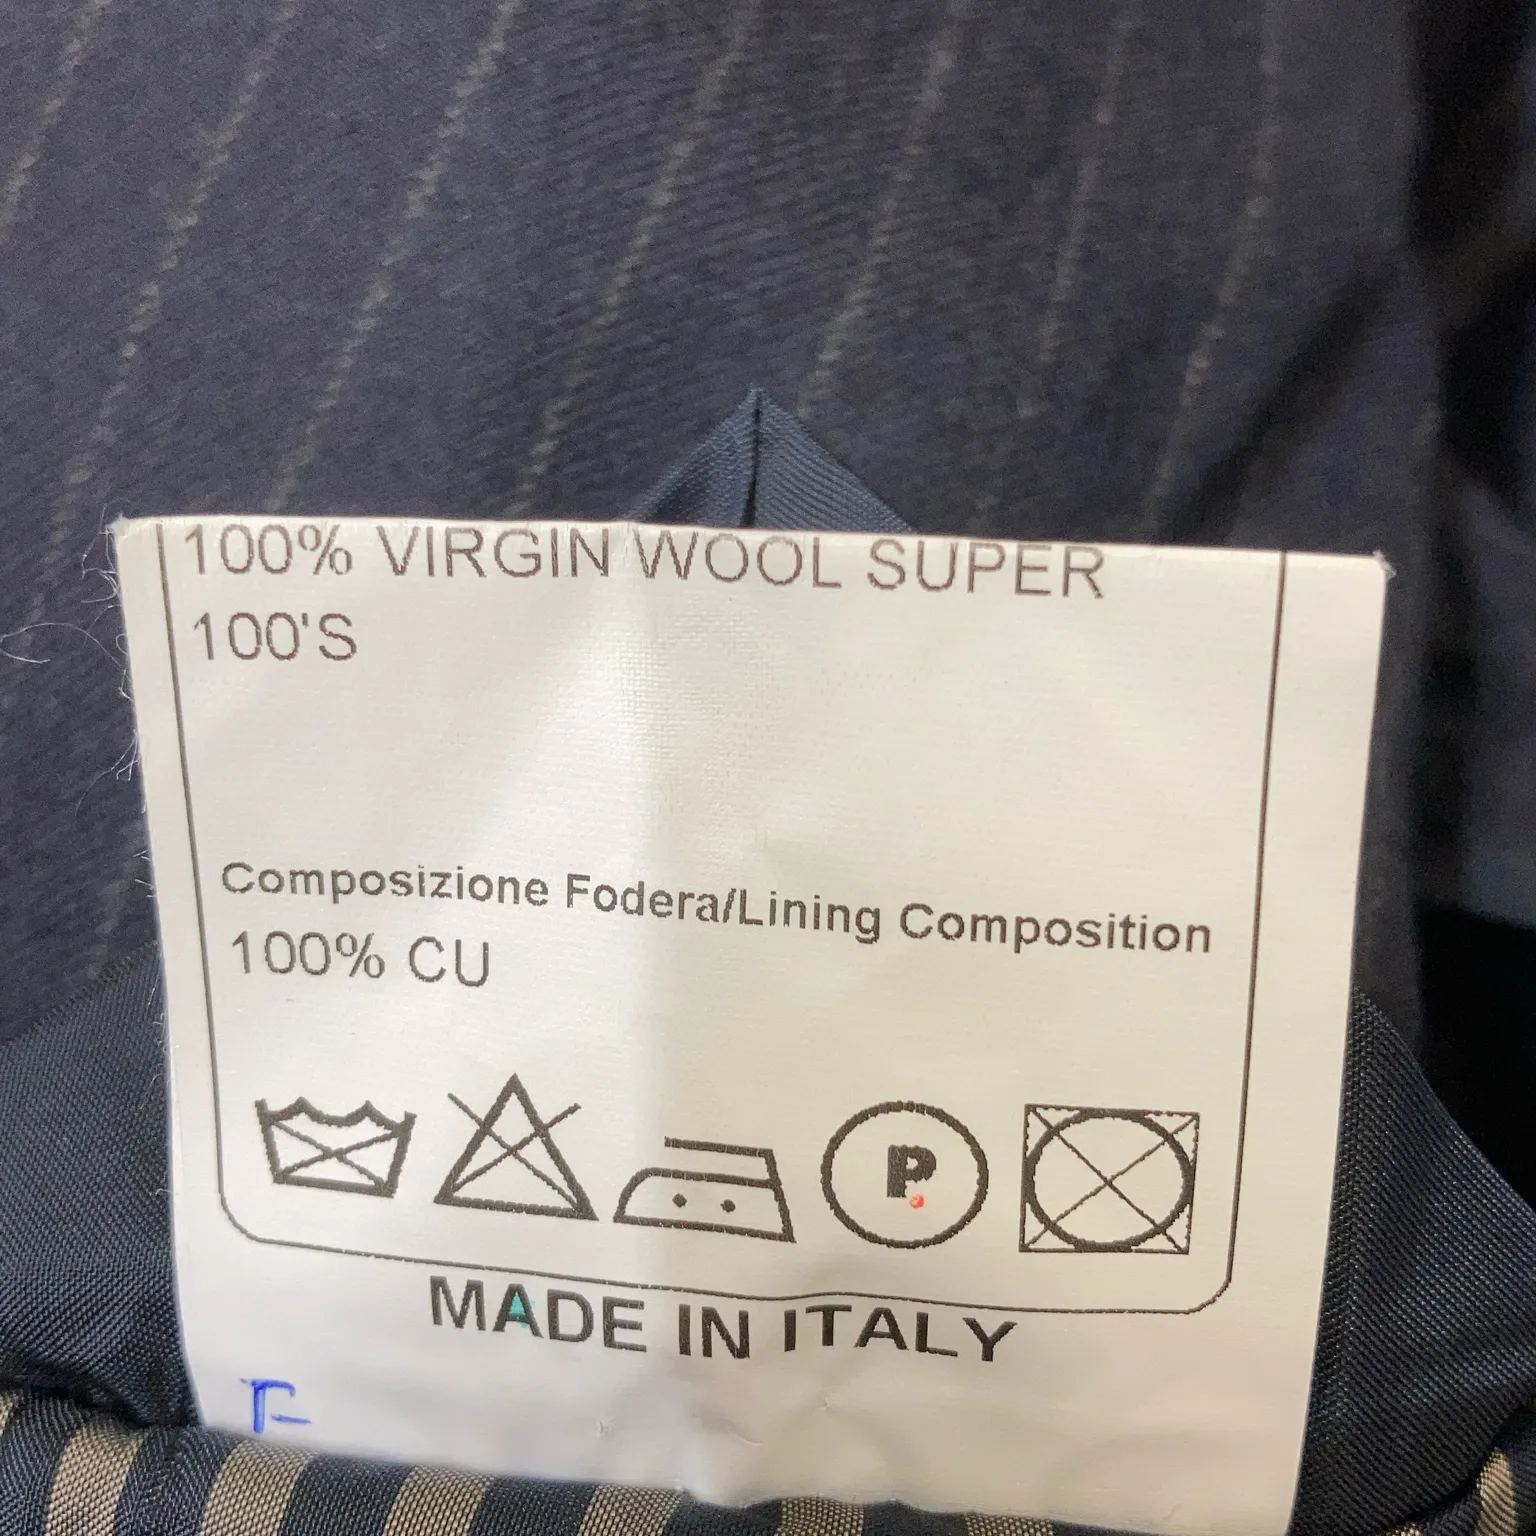 100% VIRGIN WOOL SUPER
100'S
Composizione Fodera/Lining Composition
100% CU
P
MADE IN ITALY
F